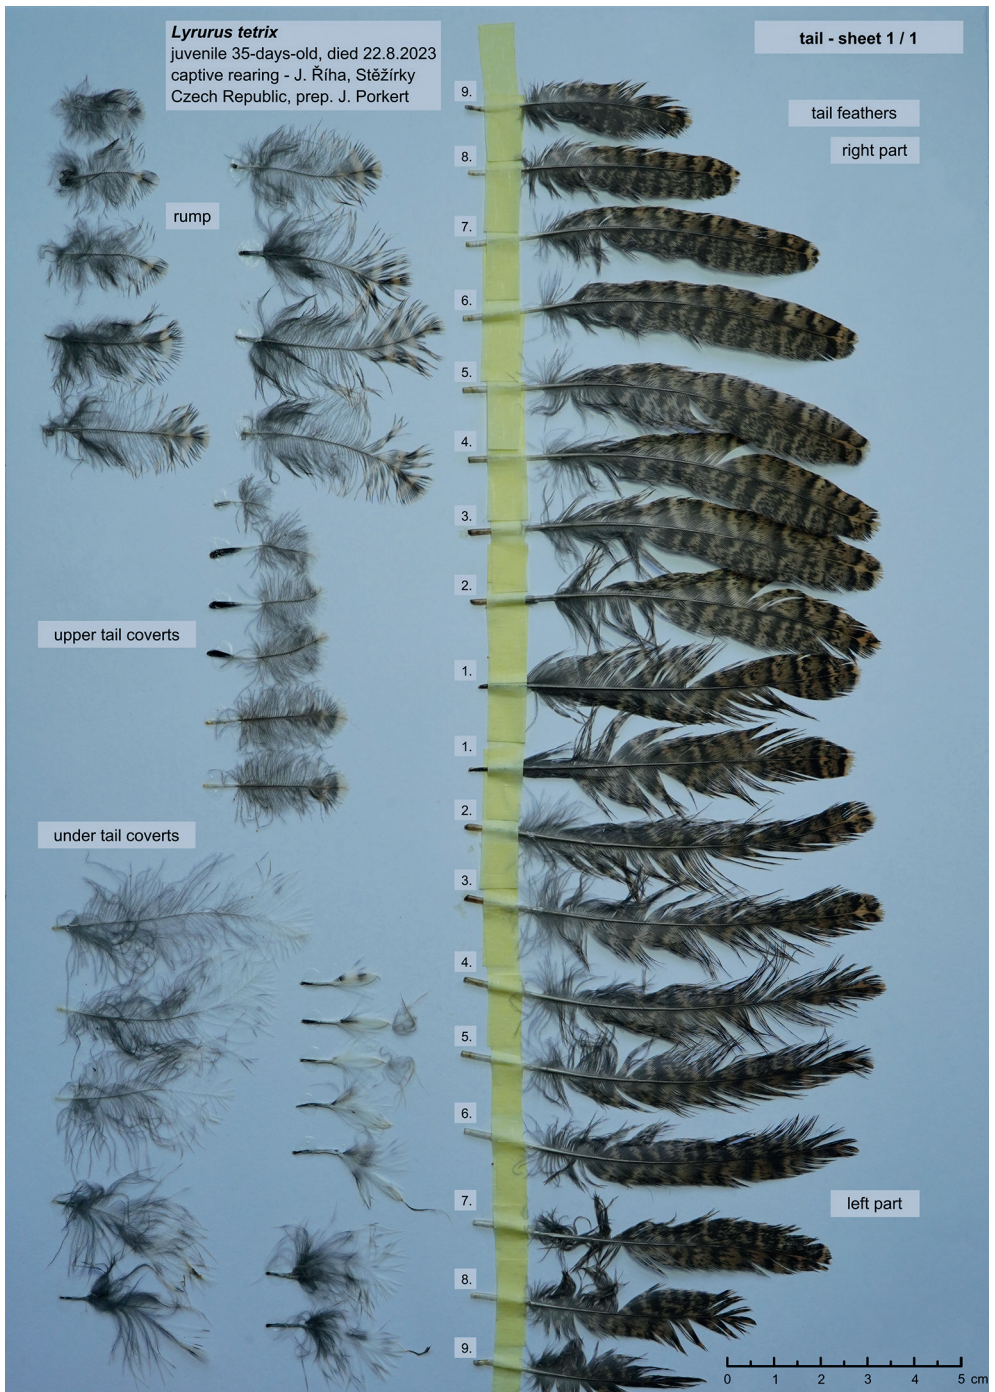 Lyrurus tetrix
juvenile 35-days-old, died 22.8.2023
captive rearing - J. Říha, Stěžírky
Czech Republic, prep. J. Porkert
tail - sheet 1 / 1
tail feathers
right part
rump
9.
8.
7.
6.
5.
4.
3.
2.
1.
upper tail coverts
under tail coverts
1.
2.
3.
4.
5.
6.
7.
8.
9.
left part
0 1 2 3 4 5 cm